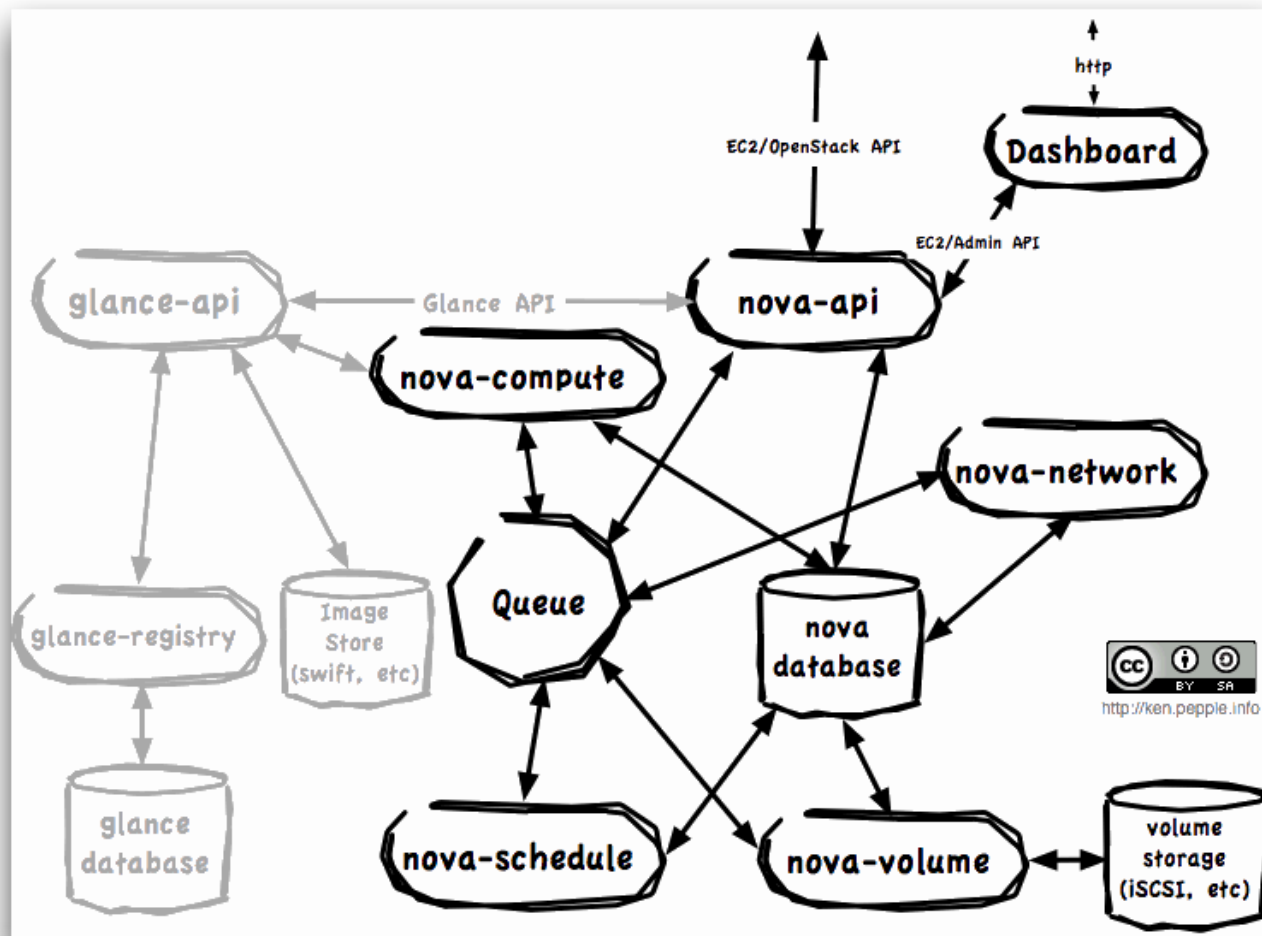 http
EC2/OpenStack API
Dashboard
EC2/Admin API
glance-api
Glance API
nova-api
nova-compute
nova-network
Queue
nova
database
glance-registry
Image
Store
(swift, etc)
cc
BY SA
http://ken.pepple.info
glance
database
nova-schedule
nova-volume
volume
storage
(iSCSI, etc)